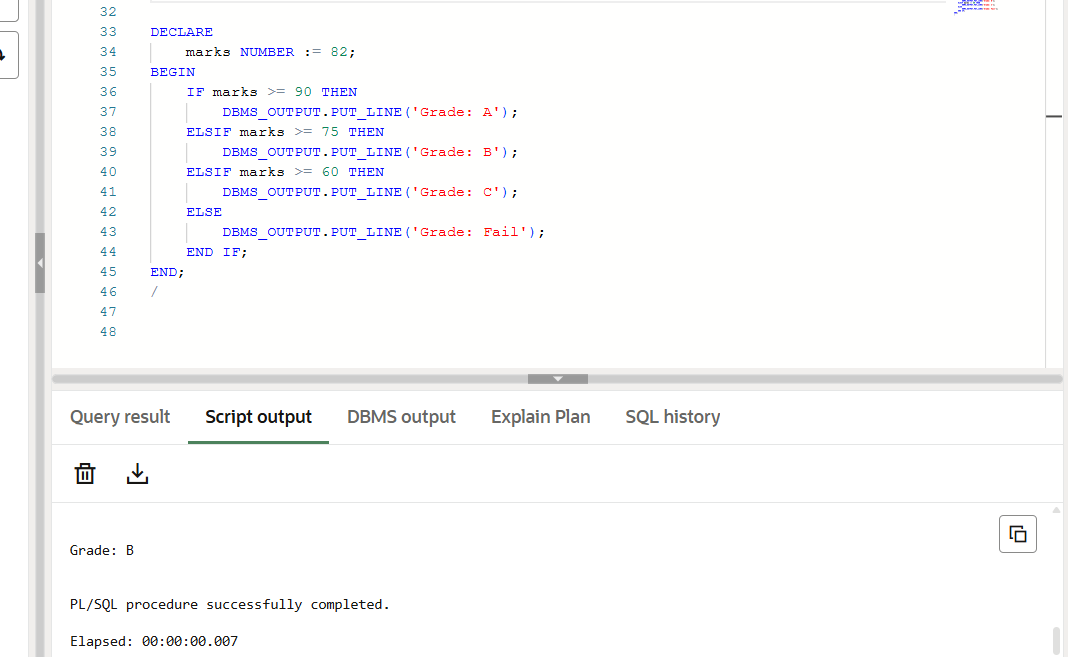 32
33 DECLARE
34     marks NUMBER := 82;
35 BEGIN
36     IF marks >= 90 THEN
37         DBMS_OUTPUT.PUT_LINE('Grade: A');
38     ELSIF marks >= 75 THEN
39         DBMS_OUTPUT.PUT_LINE('Grade: B');
40     ELSIF marks >= 60 THEN
41         DBMS_OUTPUT.PUT_LINE('Grade: C');
42     ELSE
43         DBMS_OUTPUT.PUT_LINE('Grade: Fail');
44     END IF;
45 END;
46 /
47
48
Query result Script output DBMS output Explain Plan SQL history
Grade: B
PL/SQL procedure successfully completed.
Elapsed: 00:00:00.007